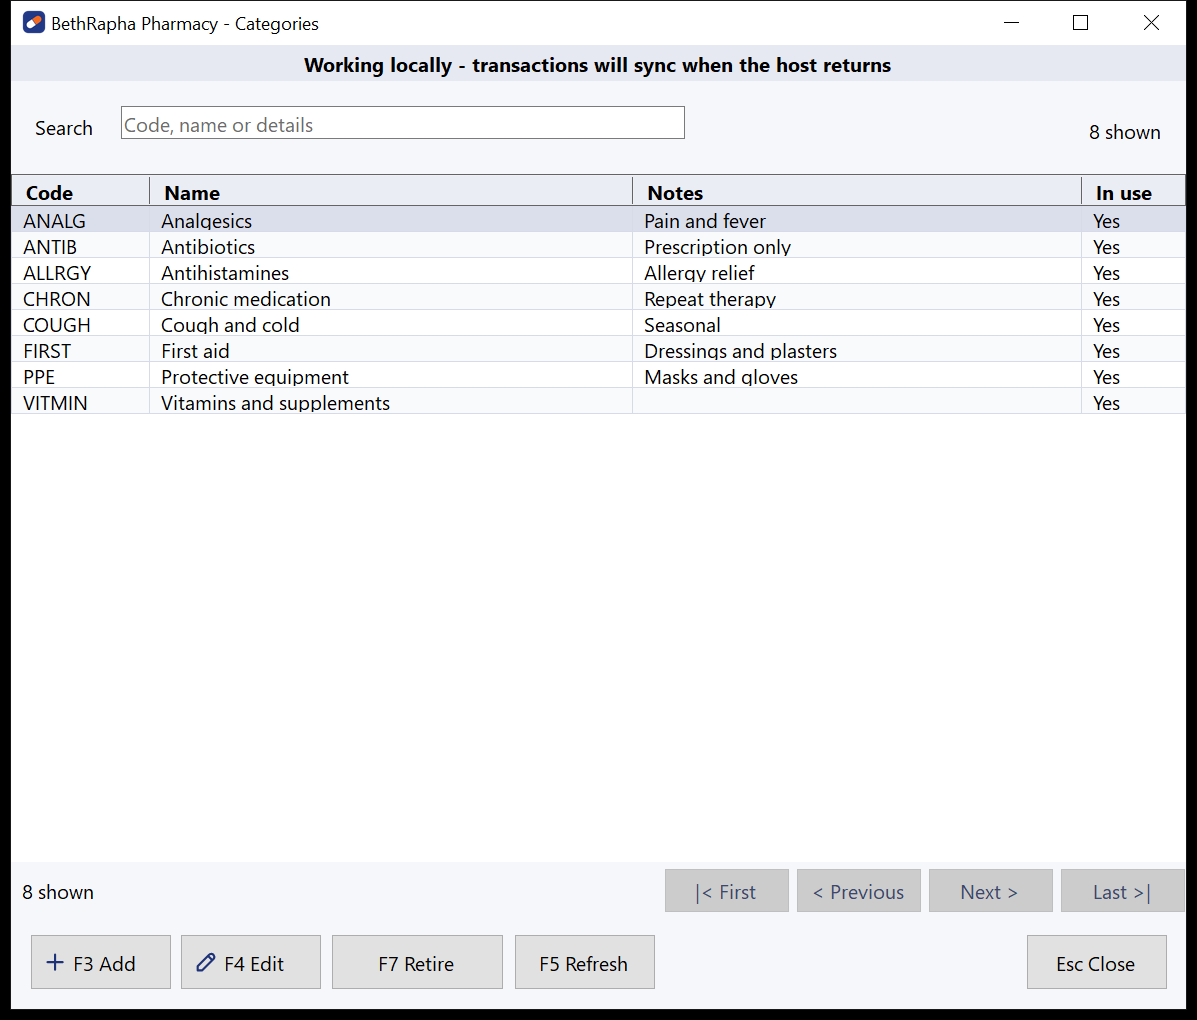 BethRapha Pharmacy - Categories
Working locally - transactions will sync when the host returns
Search Code, name or details 8 shown
Code Name Notes In use
ANALG Analgesics Pain and fever Yes
ANTIB Antibiotics Prescription only Yes
ALLRGY Antihistamines Allergy relief Yes
CHRON Chronic medication Repeat therapy Yes
COUGH Cough and cold Seasonal Yes
FIRST First aid Dressings and plasters Yes
PPE Protective equipment Masks and gloves Yes
VITMIN Vitamins and supplements Yes
8 shown |< First < Previous Next > Last >|
F3 Add F4 Edit F7 Retire F5 Refresh Esc Close